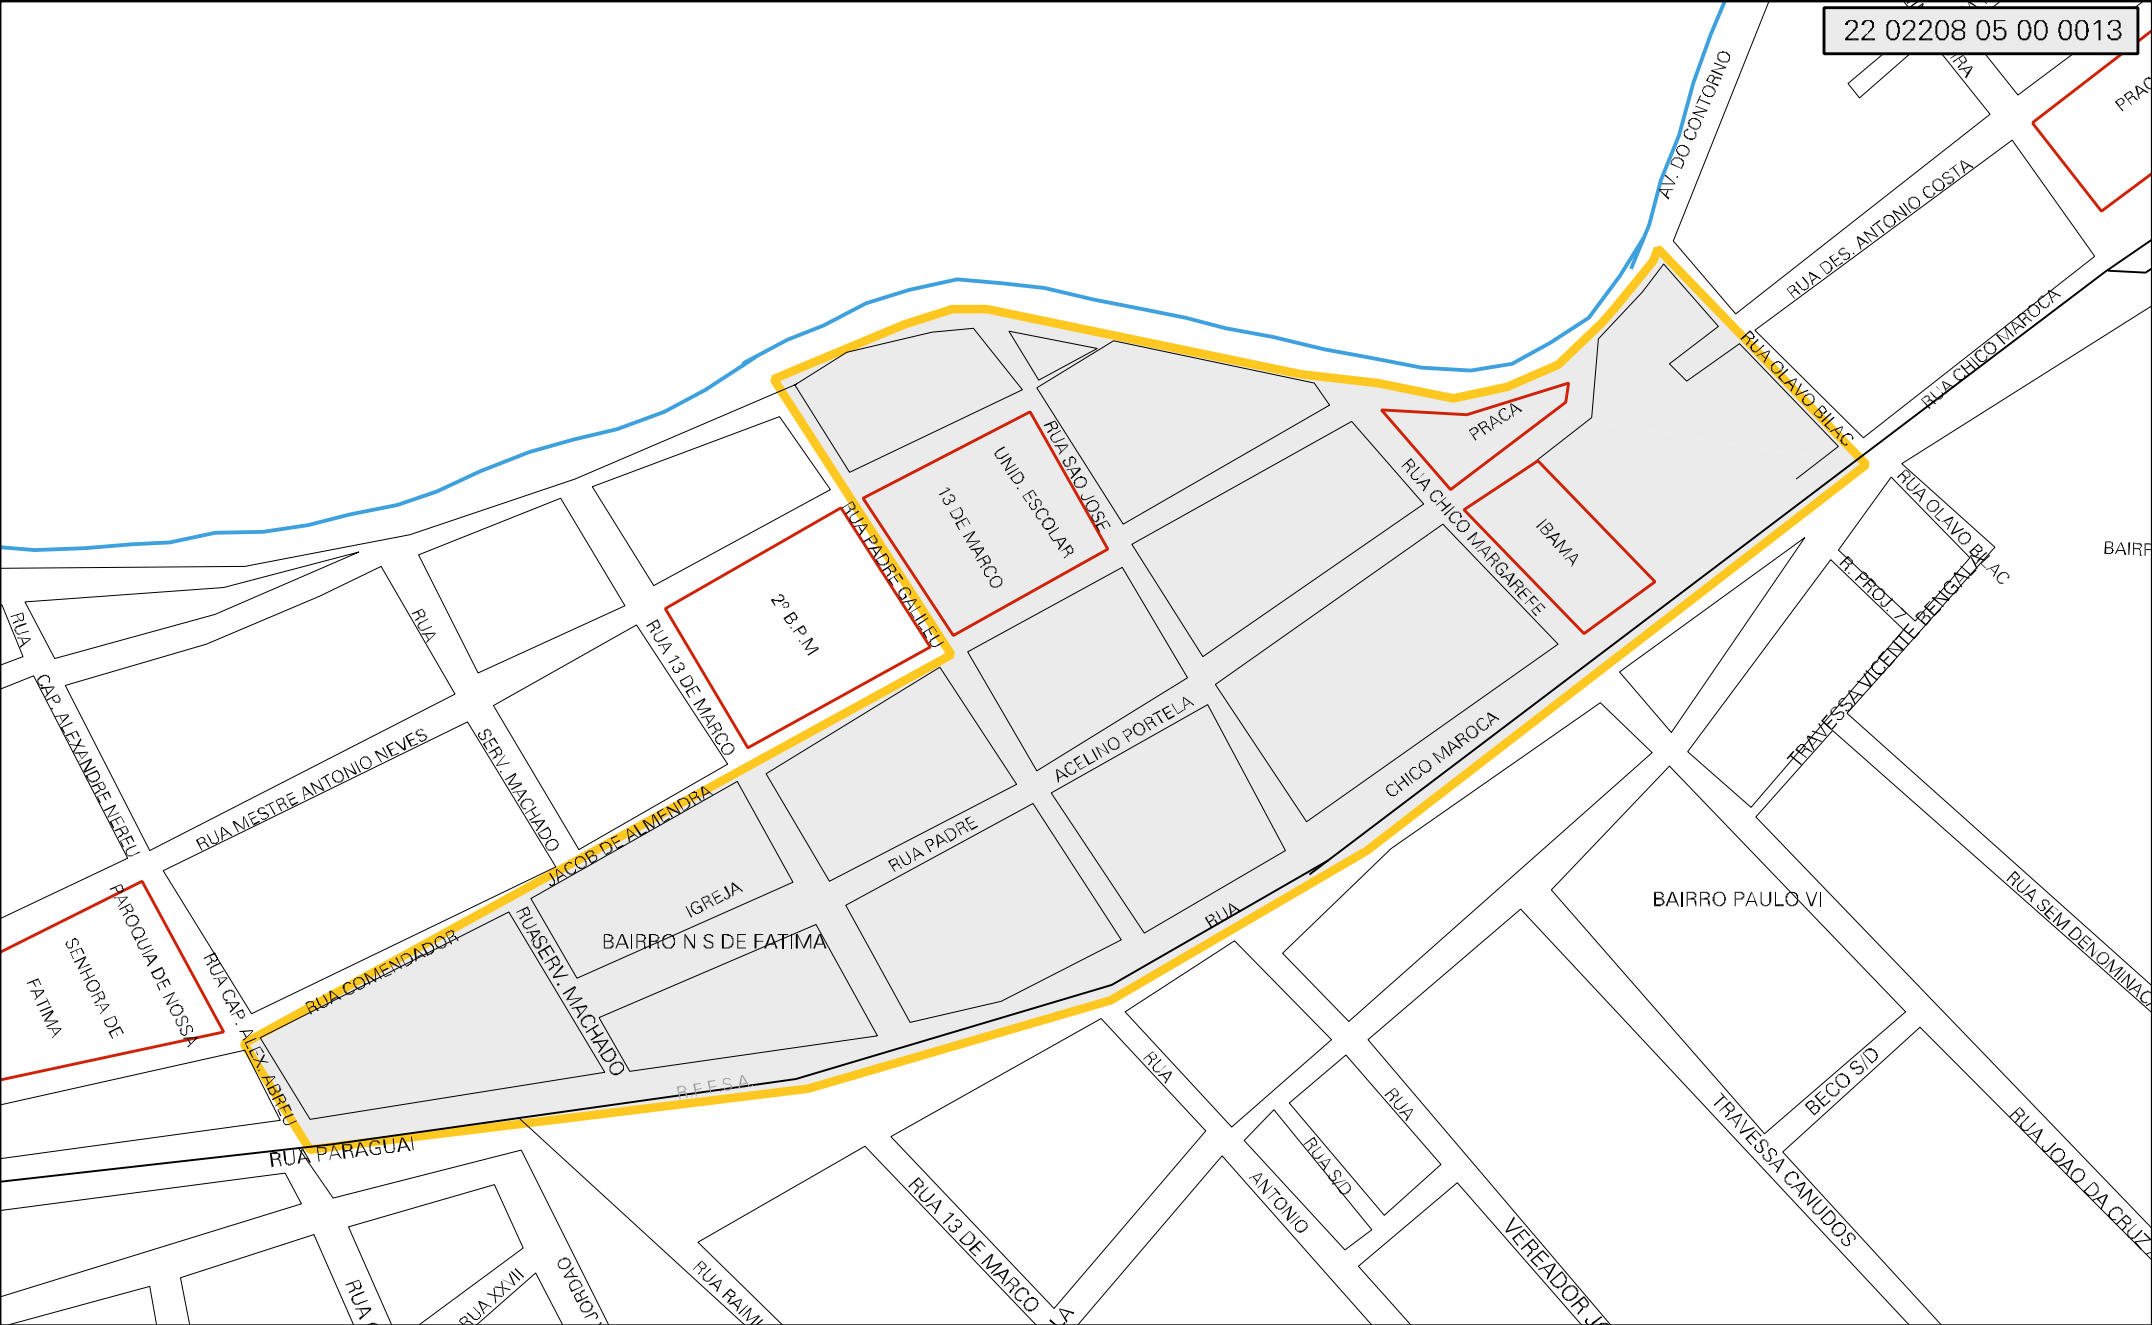 22 02208 05 00 0013
AV. DO CONTORNO
RUA DES. ANTONIO COSTA
RUA CHICO MAROCA
RUA OLAVO BILAC
PRACA
RUA CHICO MARGAREFE
IBAMA
RUA SAO JOSE
UNID. ESCOLAR
13 DE MARCO
RUA PADRE GALILEU
2º B.P.M
RUA 13 DE MARCO
RUA
RUA
CAP. ALEXANDRE NEREU
RUA MESTRE ANTONIO NEVES
SERV. MACHADO
JACOB DE ALMENDRA
RUA COMENDADOR
IGREJA
BAIRRO N S DE FATIMA
RUA PADRE
ACELINO PORTELA
CHICO MAROCA
RUA
RUA OLAVO BILAC
R. PROJ. 7
TRAVESSA VICENTE BENGALA
PAROQUIA DE NOSSA
SENHORA DE
FATIMA
RUA CAP. ALEX. ABREU
RUA SERV. MACHADO
R.F.F.S.A.
RUA PARAGUAI
BAIRRO PAULO VI
RUA SEM DENOMINAC
BECO S/D
TRAVESSA CANUDOS
RUA JOAO DA CRUZ
RUA
RUA
RUA S/D
ANTONIO
VEREADOR
RUA 13 DE MARCO
RUA
RUA XXVII
JORDAO
RUA